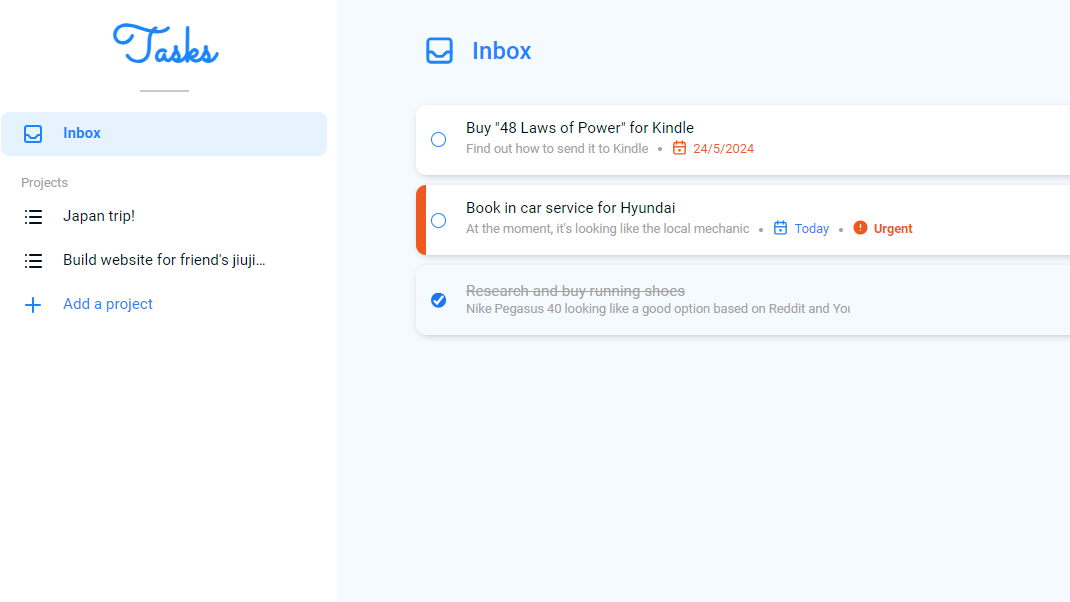 Tasks
Inbox
Projects
Japan trip!
Build website for friend's jiuji...
Add a project
Inbox
Buy "48 Laws of Power" for Kindle
Find out how to send it to Kindle • 24/5/2024
Book in car service for Hyundai
At the moment, it's looking like the local mechanic • Today • Urgent
Research and buy running shoes
Nike Pegasus 40 looking like a good option based on Reddit and You